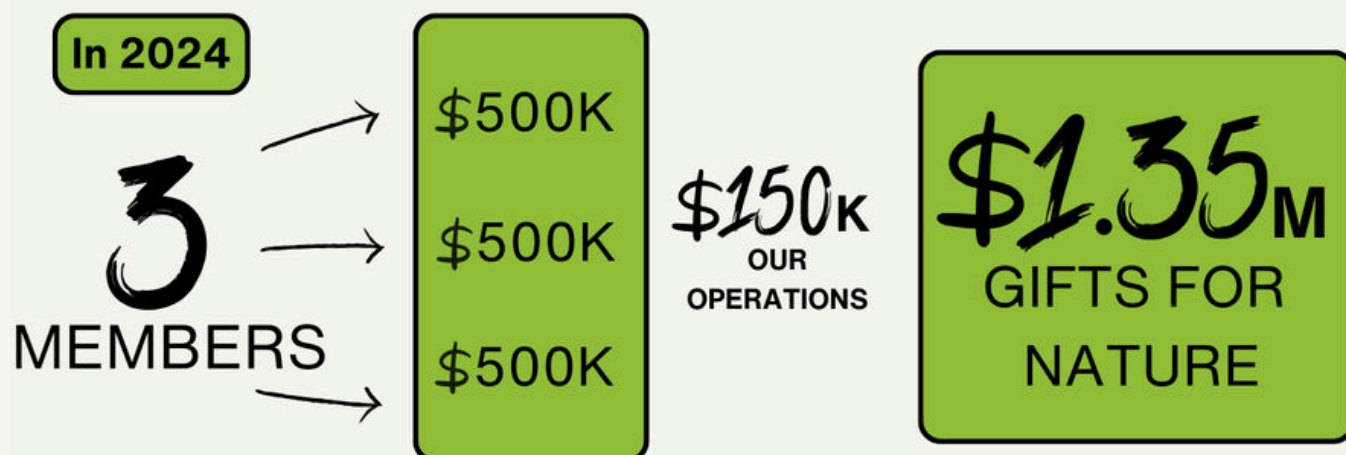 In 2024
3
MEMBERS
$500K
$500K
$500K
$150K
OUR
OPERATIONS
$1.35M
GIFTS FOR
NATURE